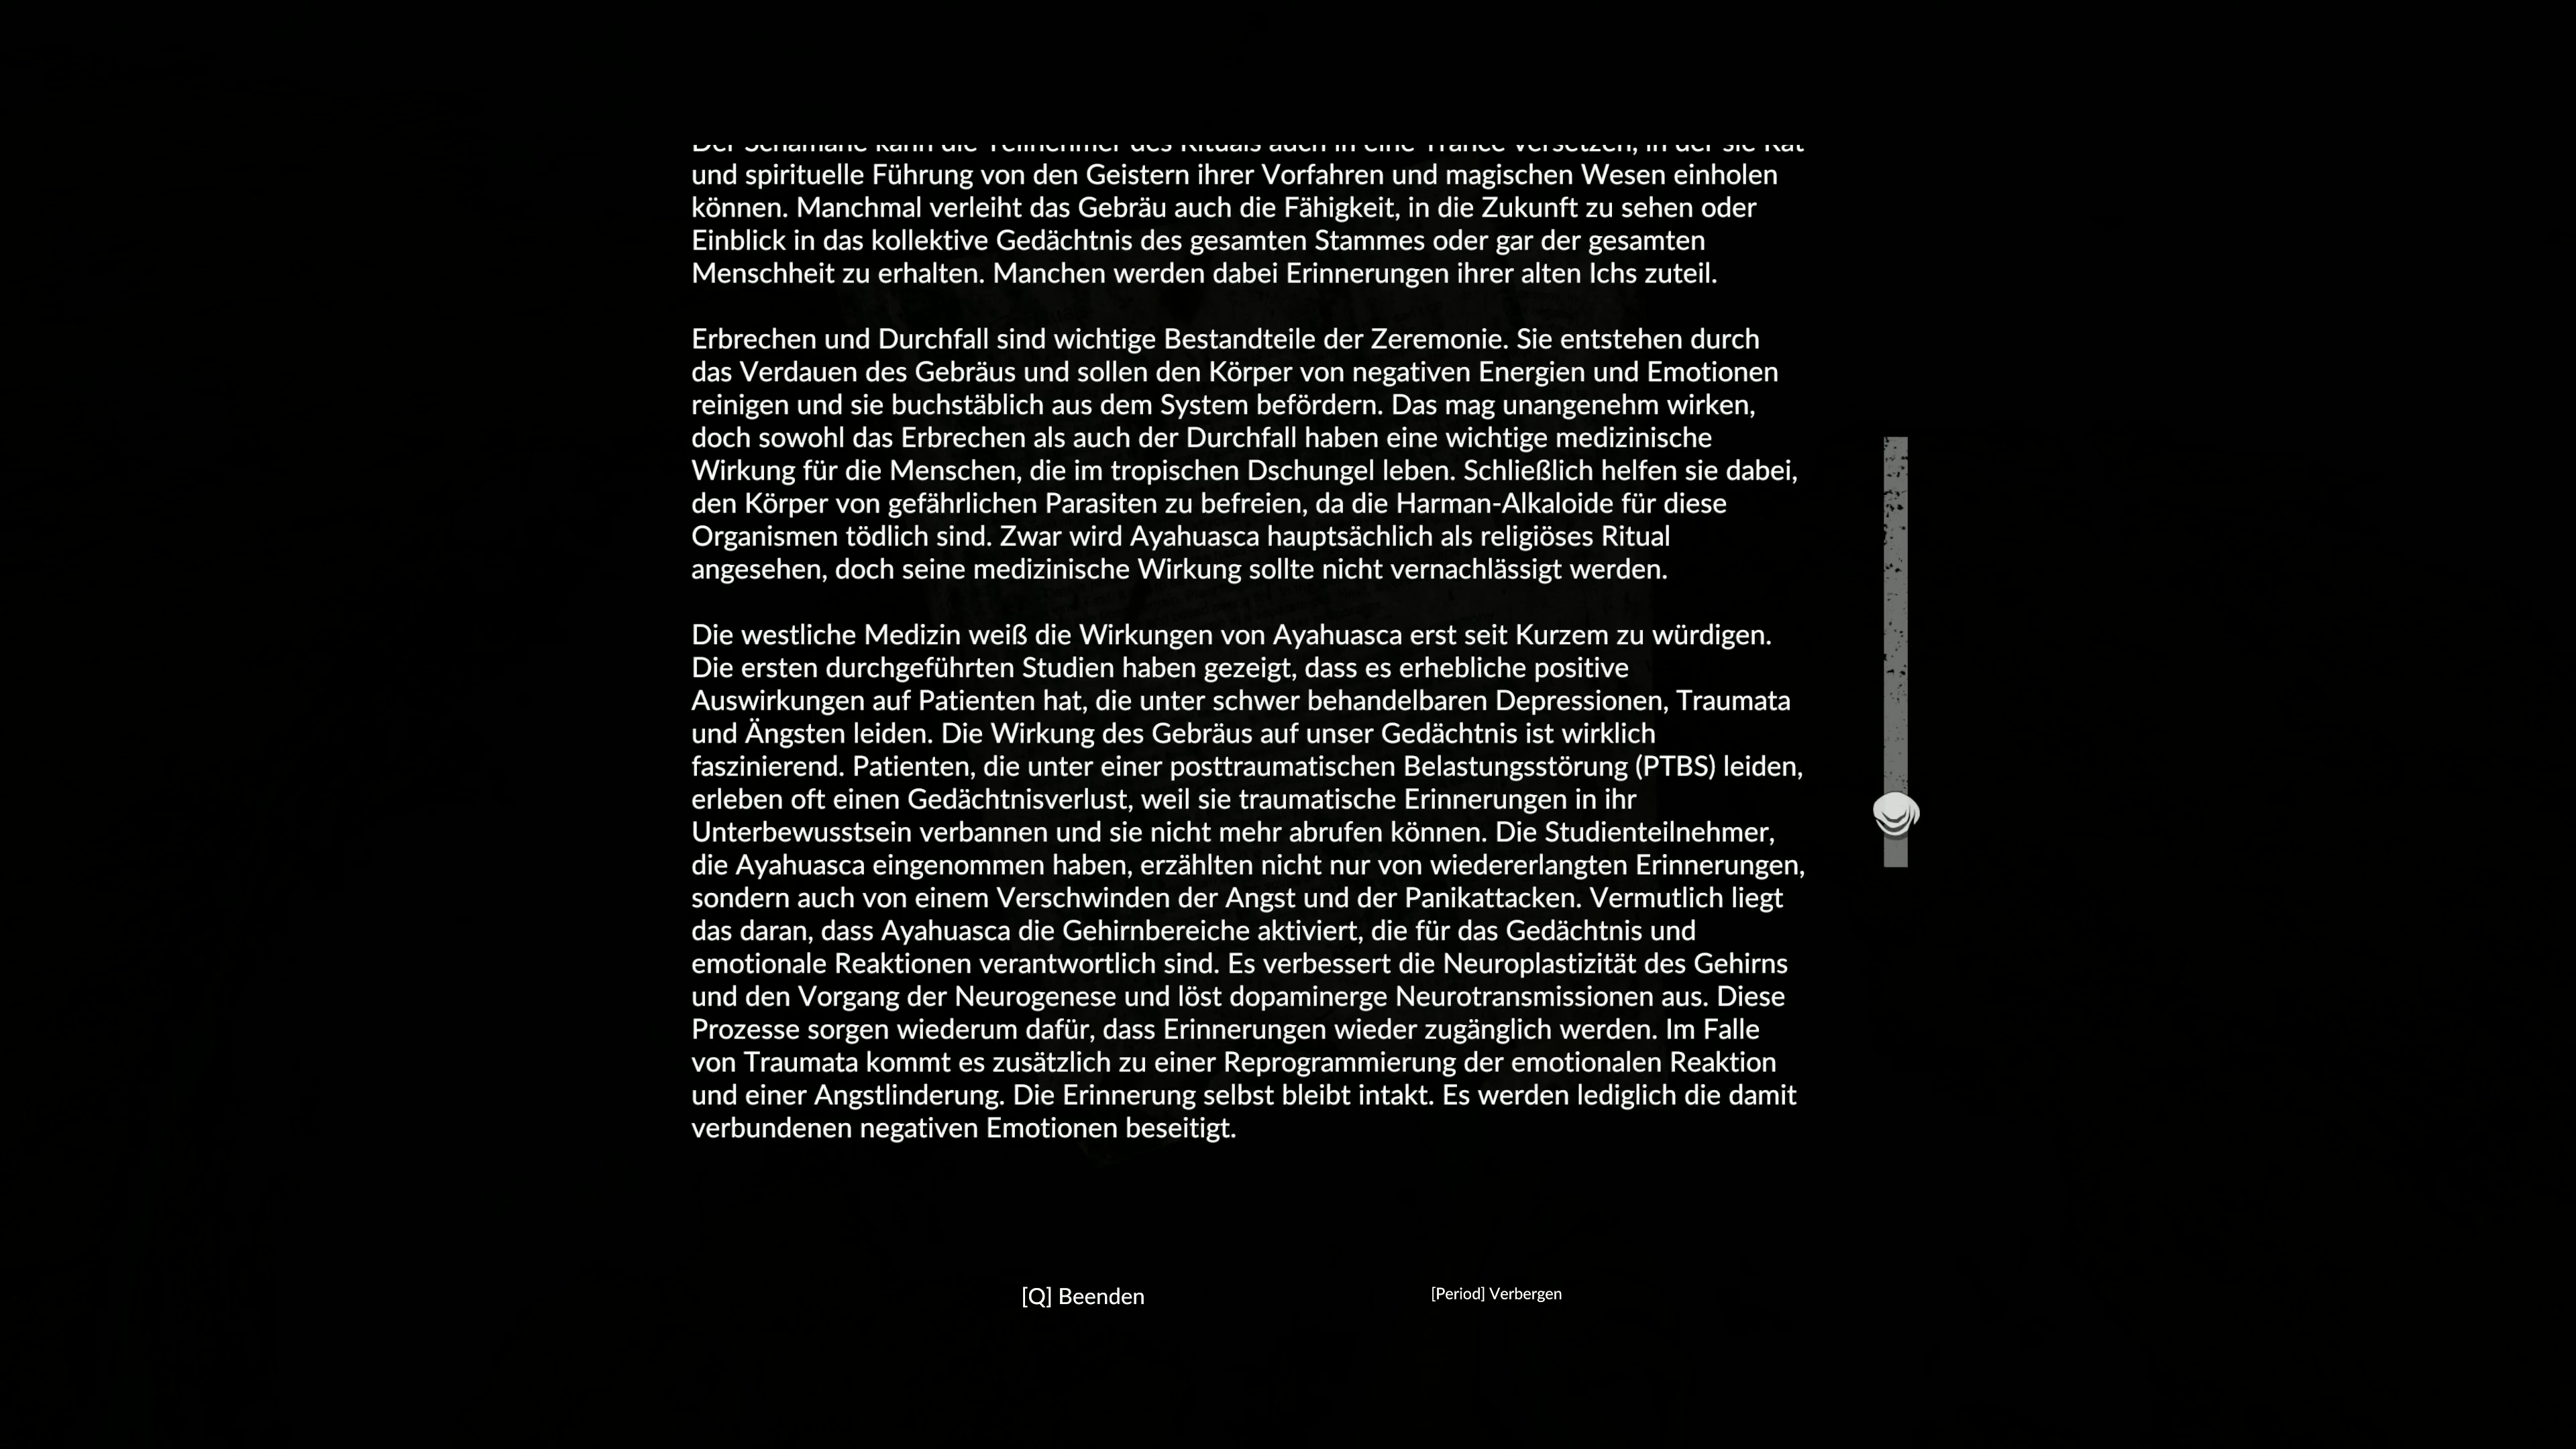 Der Schamane kann die Teilnehmer des Rituals auch in eine Trance versetzen, in der sie Rat
und spirituelle Führung von den Geistern ihrer Vorfahren und magischen Wesen einholen
können. Manchmal verleiht das Gebräu auch die Fähigkeit, in die Zukunft zu sehen oder
Einblick in das kollektive Gedächtnis des gesamten Stammes oder gar der gesamten
Menschheit zu erhalten. Manchen werden dabei Erinnerungen ihrer alten Ichs zuteil.
Erbrechen und Durchfall sind wichtige Bestandteile der Zeremonie. Sie entstehen durch
das Verdauen des Gebräus und sollen den Körper von negativen Energien und Emotionen
reinigen und sie buchstäblich aus dem System befördern. Das mag unangenehm wirken,
doch sowohl das Erbrechen als auch der Durchfall haben eine wichtige medizinische
Wirkung für die Menschen, die im tropischen Dschungel leben. Schließlich helfen sie dabei,
den Körper von gefährlichen Parasiten zu befreien, da die Harman-Alkaloide für diese
Organismen tödlich sind. Zwar wird Ayahuasca hauptsächlich als religiöses Ritual
angesehen, doch seine medizinische Wirkung sollte nicht vernachlässigt werden.
Die westliche Medizin weiß die Wirkungen von Ayahuasca erst seit Kurzem zu würdigen.
Die ersten durchgeführten Studien haben gezeigt, dass es erhebliche positive
Auswirkungen auf Patienten hat, die unter schwer behandelbaren Depressionen, Traumata
und Ängsten leiden. Die Wirkung des Gebräus auf unser Gedächtnis ist wirklich
faszinierend. Patienten, die unter einer posttraumatischen Belastungsstörung (PTBS) leiden,
erleben oft einen Gedächtnisverlust, weil sie traumatische Erinnerungen in ihr
Unterbewusstsein verbannen und sie nicht mehr abrufen können. Die Studienteilnehmer,
die Ayahuasca eingenommen haben, erzählten nicht nur von wiedererlangten Erinnerungen,
sondern auch von einem Verschwinden der Angst und der Panikattacken. Vermutlich liegt
das daran, dass Ayahuasca die Gehirnbereiche aktiviert, die für das Gedächtnis und
emotionale Reaktionen verantwortlich sind. Es verbessert die Neuroplastizität des Gehirns
und den Vorgang der Neurogenese und löst dopaminerge Neurotransmissionen aus. Diese
Prozesse sorgen wiederum dafür, dass Erinnerungen wieder zugänglich werden. Im Falle
von Traumata kommt es zusätzlich zu einer Reprogrammierung der emotionalen Reaktion
und einer Angstlinderung. Die Erinnerung selbst bleibt intakt. Es werden lediglich die damit
verbundenen negativen Emotionen beseitigt.
[Q] Beenden
[Period] Verbergen